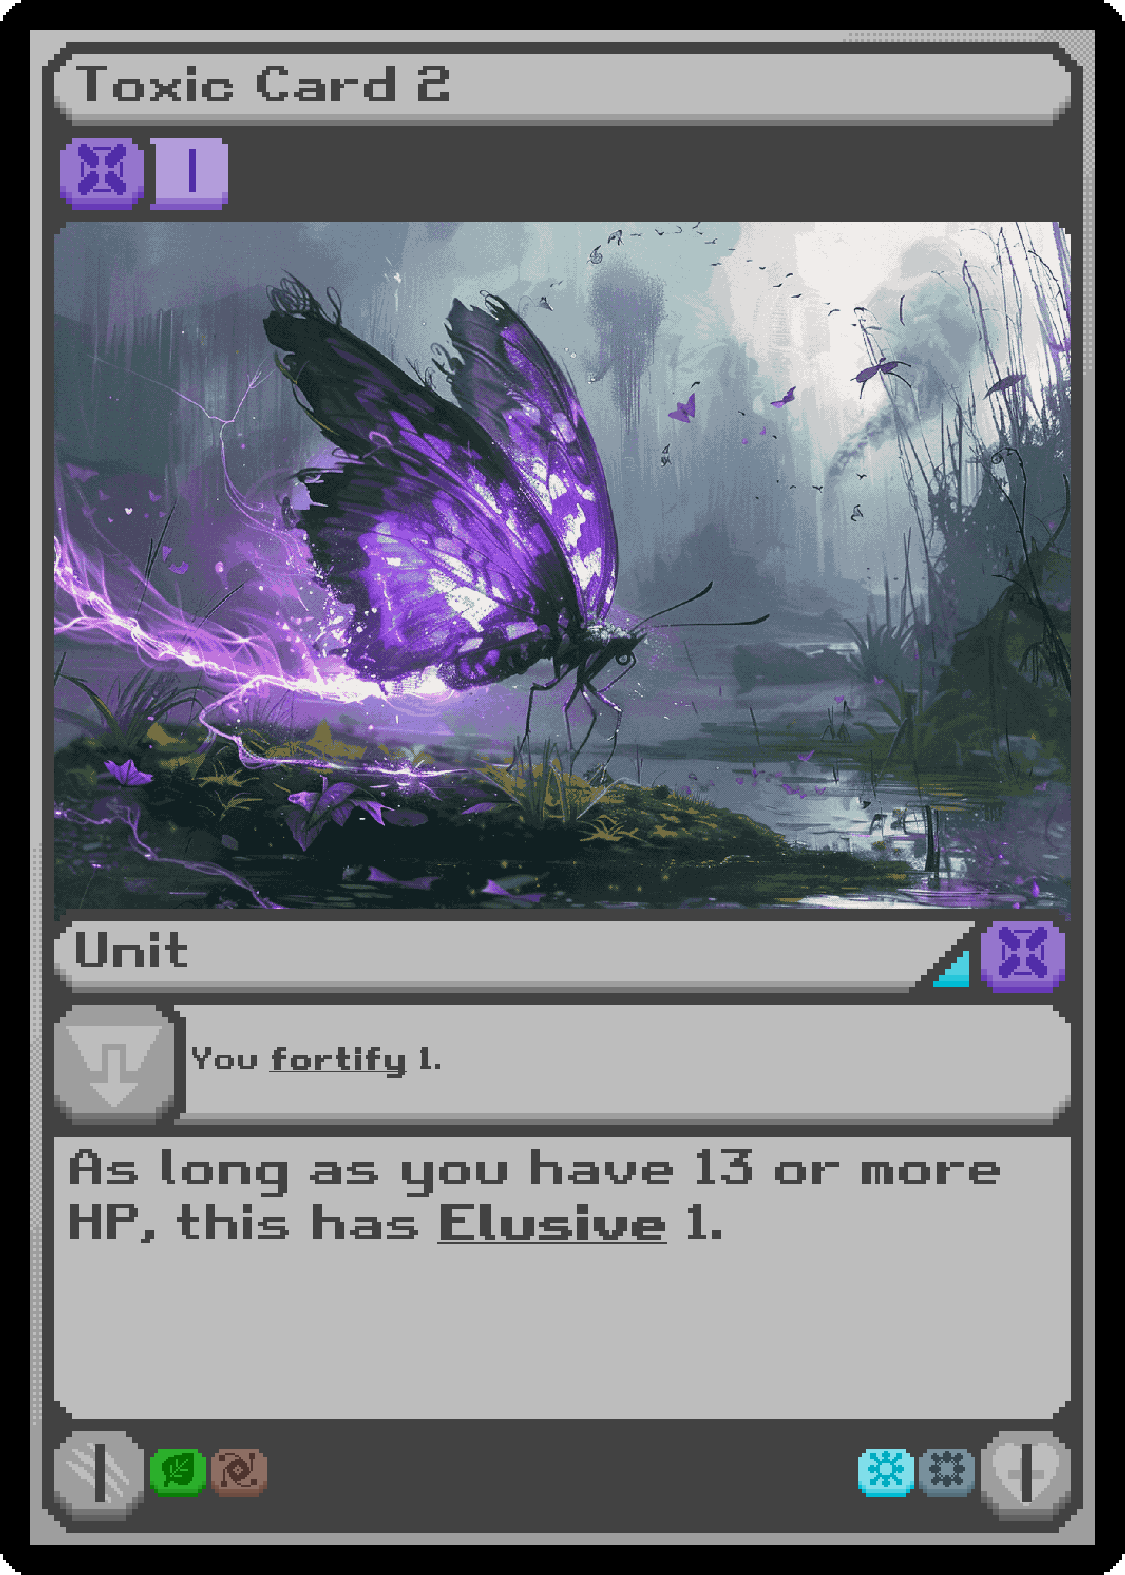 Toxic Card 2
I
Unit
You fortify 1.
As long as you have 13 or more
HP, this has Elusive 1.
I
I